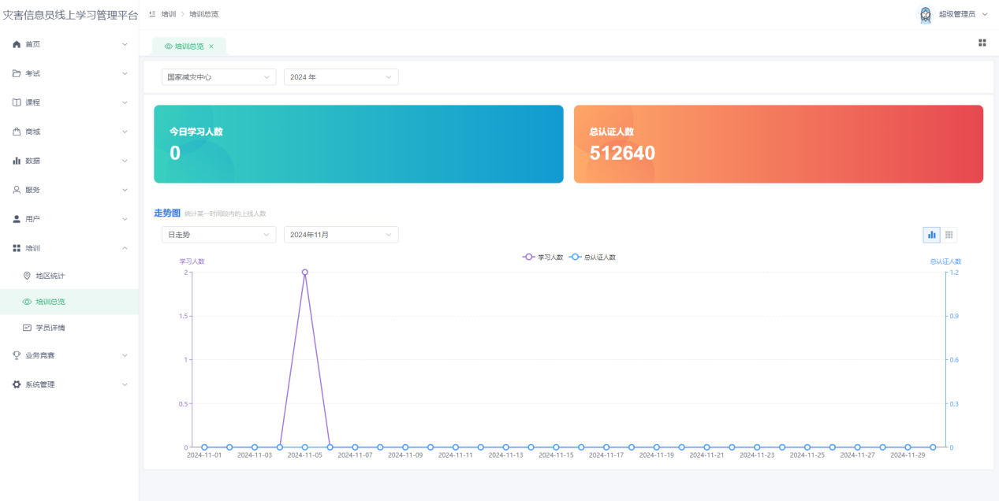 灾害信息员线上学习管理平台
培训 > 培训总览
超级管理员
首页
考试
课程
商城
数据
服务
用户
培训
地区统计
培训总览
学员详情
业务竞赛
系统管理
培训总览 ×
国家减灾中心 2024 年
今日学习人数
0
总认证人数
512640
走势图 统计某一时间段内的上线人数
日走势 2024年11月
学习人数 总认证人数
学习人数 总认证人数
2 1.2
1.5 0.9
1 0.6
0.5 0.3
0 0
2024-11-01 2024-11-03 2024-11-05 2024-11-07 2024-11-09 2024-11-11 2024-11-13 2024-11-15 2024-11-17 2024-11-19 2024-11-21 2024-11-23 2024-11-25 2024-11-27 2024-11-29